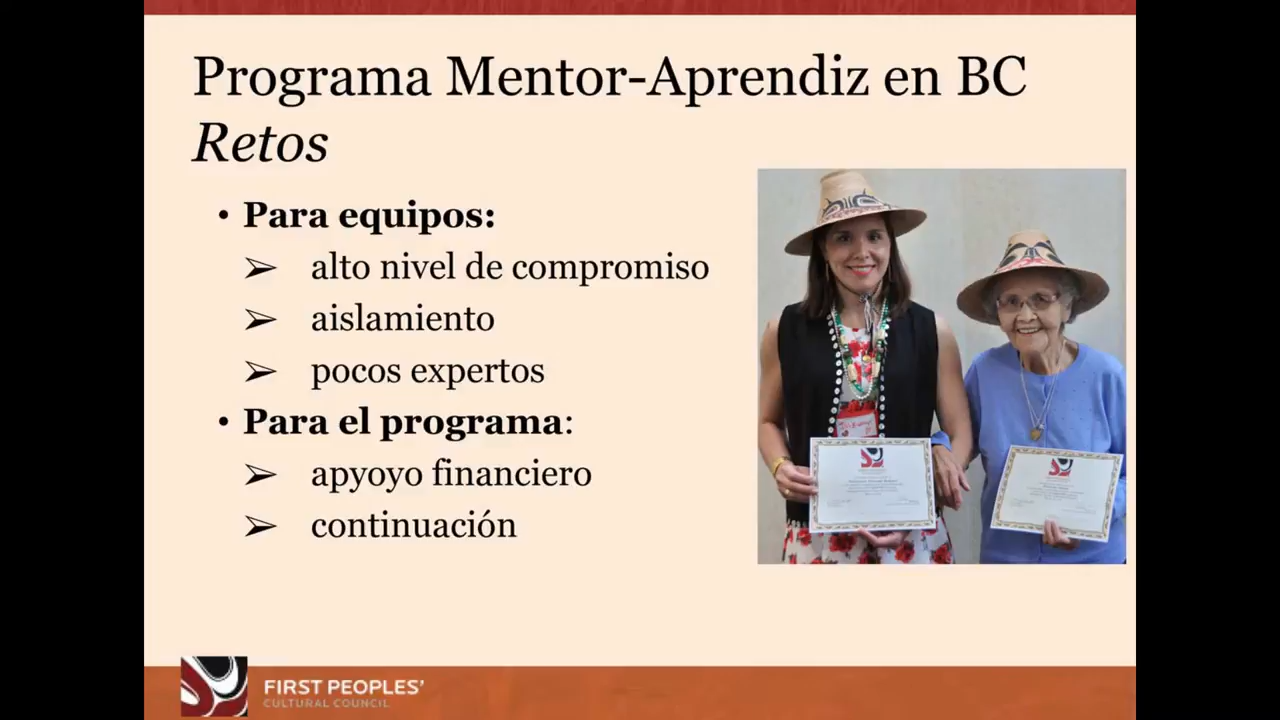 Programa Mentor-Aprendiz en BC
Retos
• Para equipos:
➢ alto nivel de compromiso
➢ aislamiento
➢ pocos expertos
• Para el programa:
➢ apyoyo financiero
➢ continuación
FIRST PEOPLES'
CULTURAL COUNCIL